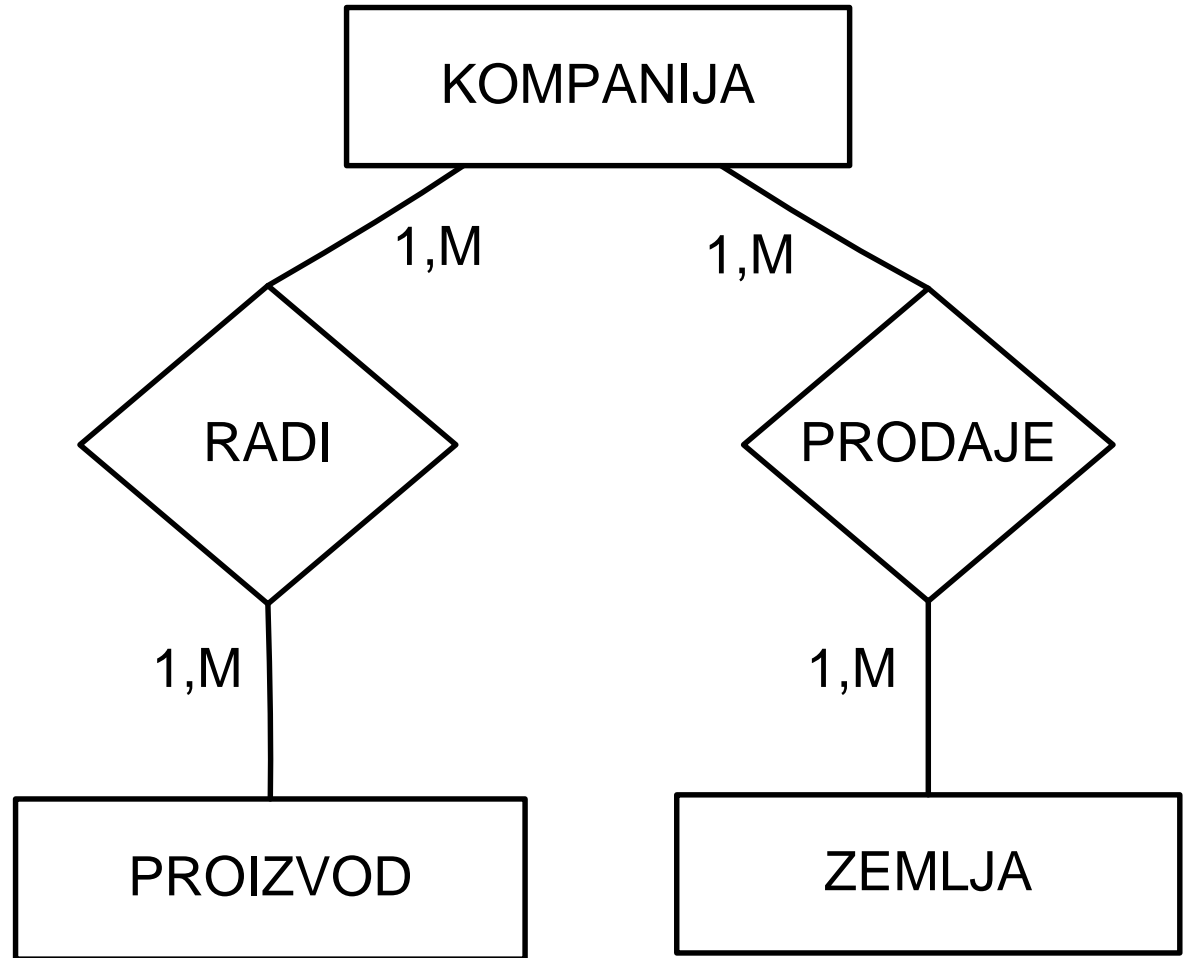 KOMPANIJA
1,M
1,M
RADI
PRODAJE
1,M
1,M
PROIZVOD
ZEMLJA